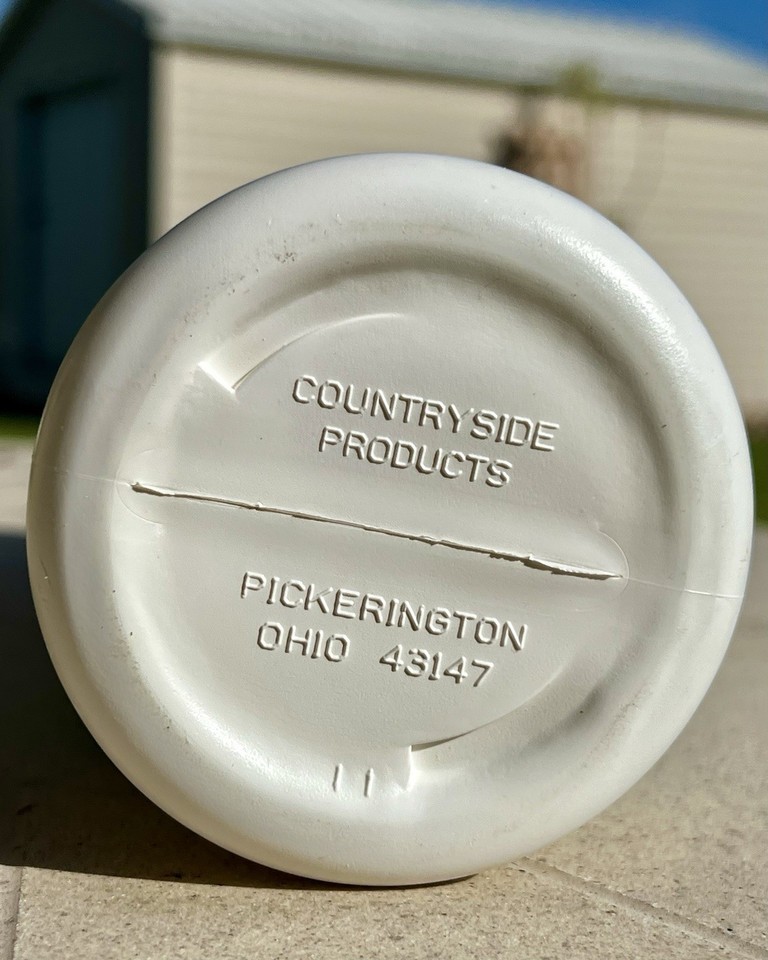 COUNTRYSIDE
PRODUCTS
PICKERINGTON
OHIO 43147